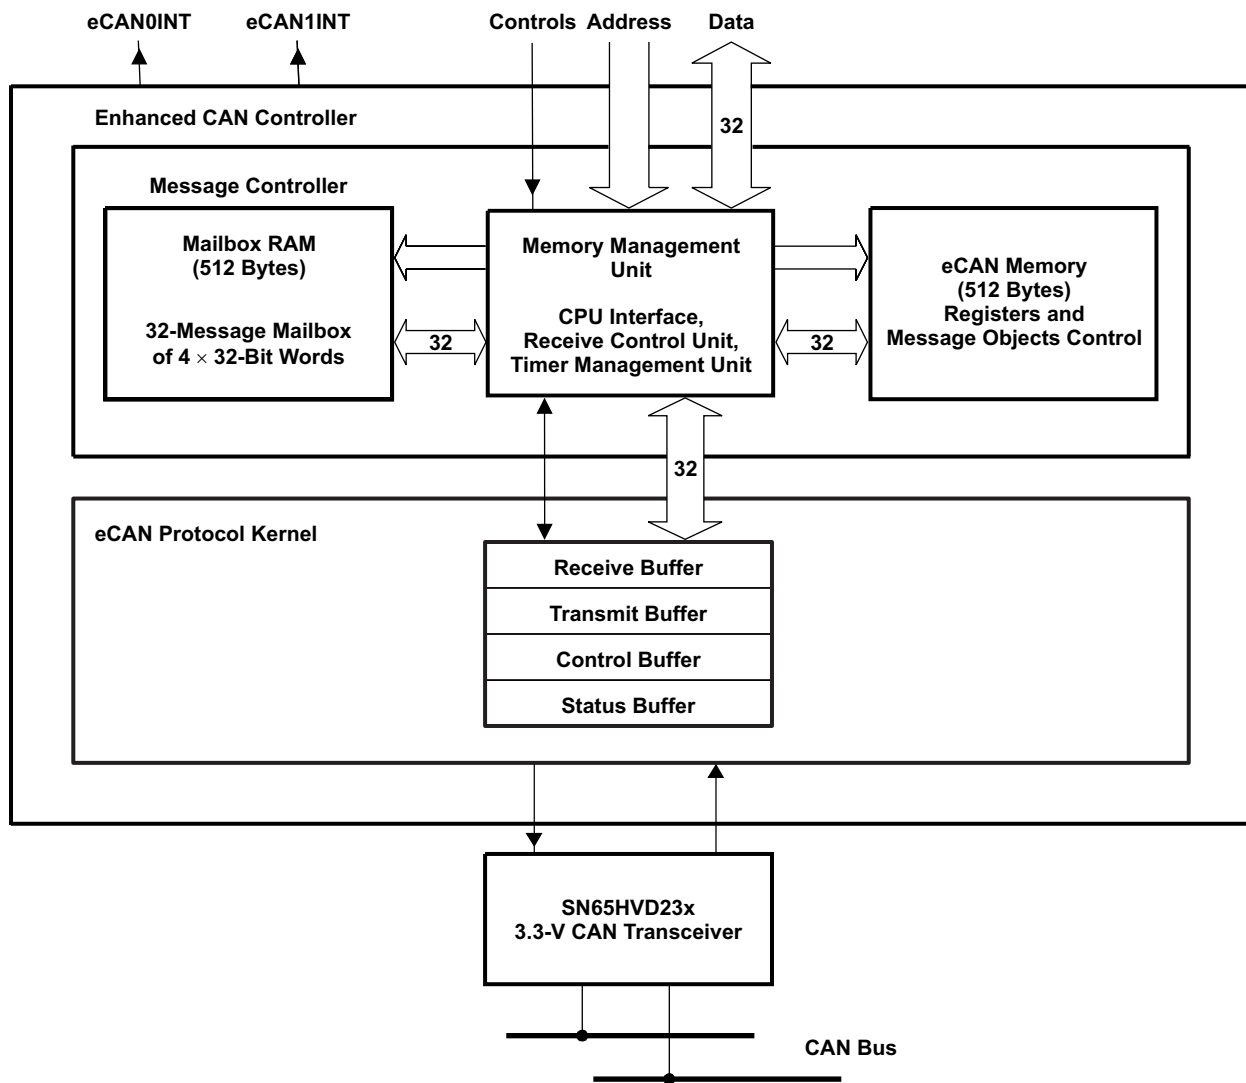 eCAN0INT
eCAN1INT
Controls
Address
Data
32
Enhanced CAN Controller
Message Controller
Mailbox RAM
(512 Bytes)
32-Message Mailbox
of 4 × 32-Bit Words
32
Memory Management
Unit
CPU Interface,
Receive Control Unit,
Timer Management Unit
32
eCAN Memory
(512 Bytes)
Registers and
Message Objects Control
32
eCAN Protocol Kernel
Receive Buffer
Transmit Buffer
Control Buffer
Status Buffer
SN65HVD23x
3.3-V CAN Transceiver
CAN Bus